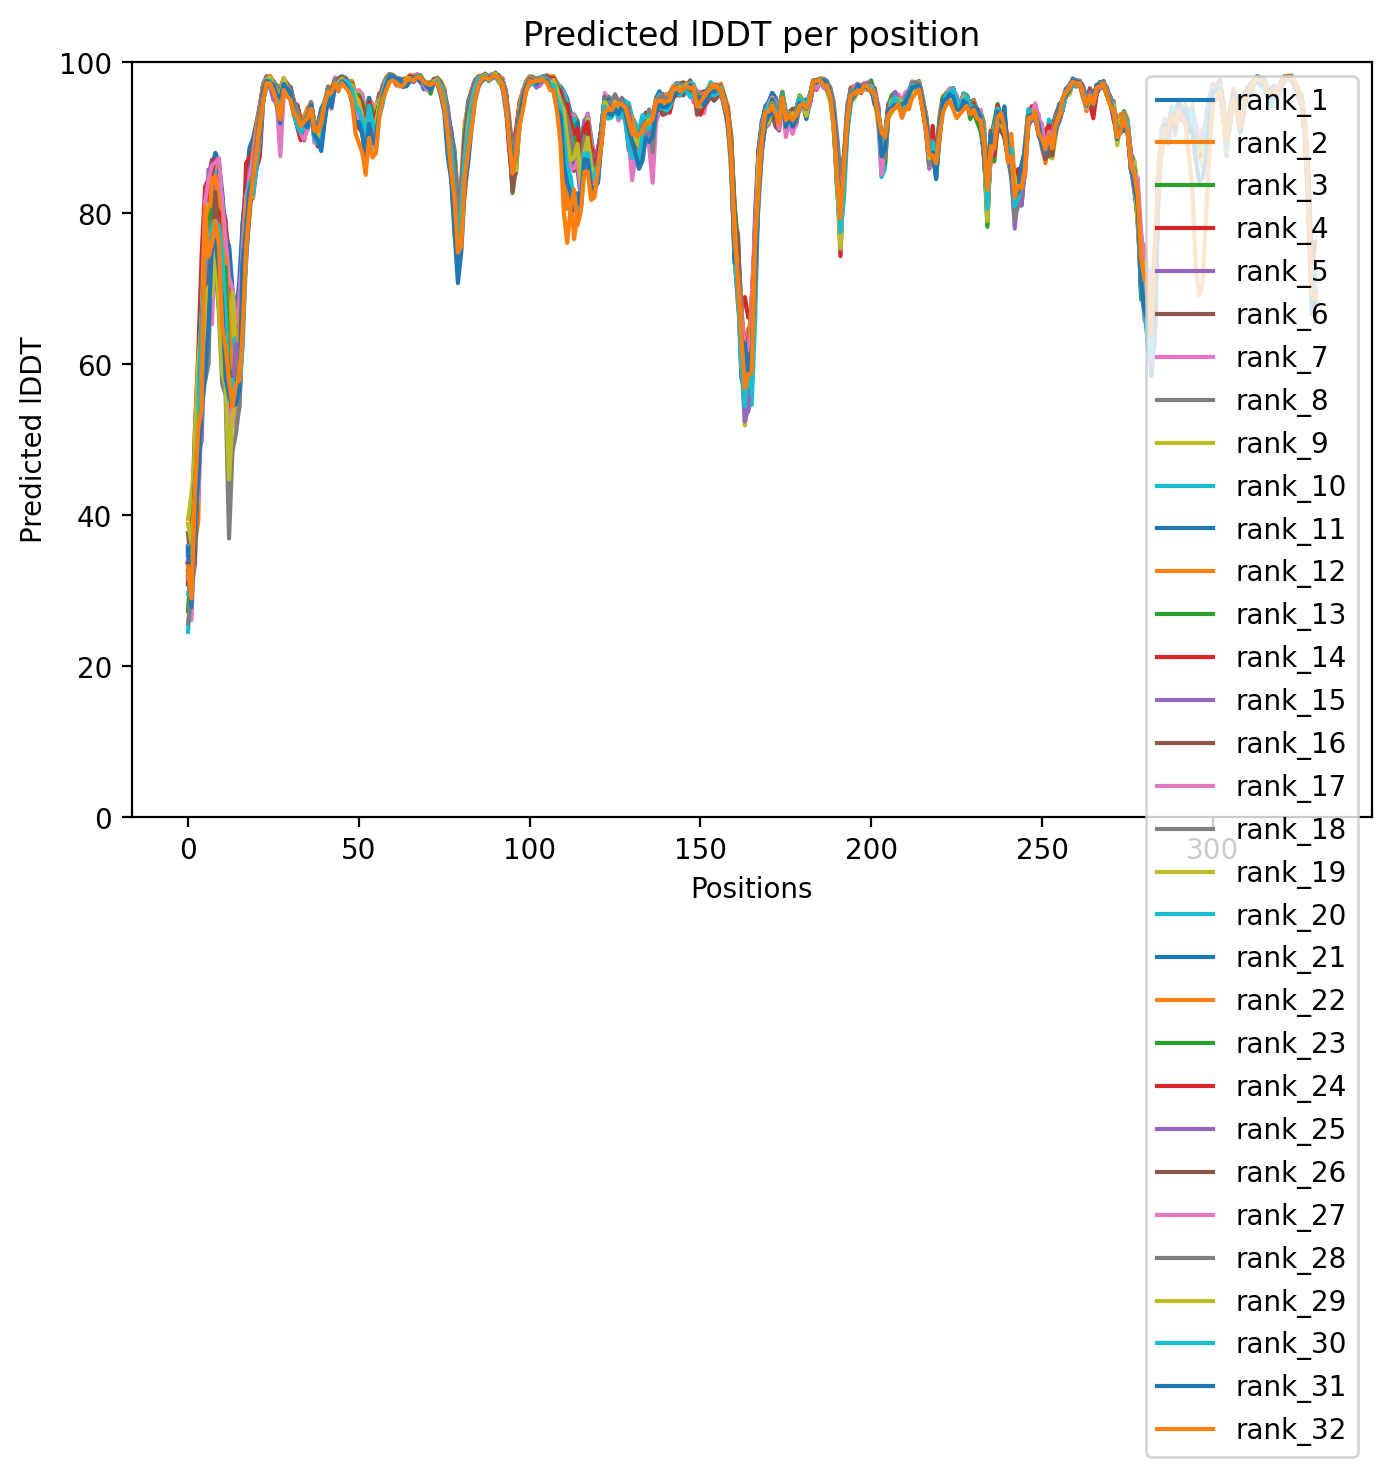 Predicted lDDT per position
Predicted lDDT
100
80
60
40
20
0
0 50 100 150 200 250 300
Positions
rank_1
rank_2
rank_3
rank_4
rank_5
rank_6
rank_7
rank_8
rank_9
rank_10
rank_11
rank_12
rank_13
rank_14
rank_15
rank_16
rank_17
rank_18
rank_19
rank_20
rank_21
rank_22
rank_23
rank_24
rank_25
rank_26
rank_27
rank_28
rank_29
rank_30
rank_31
rank_32